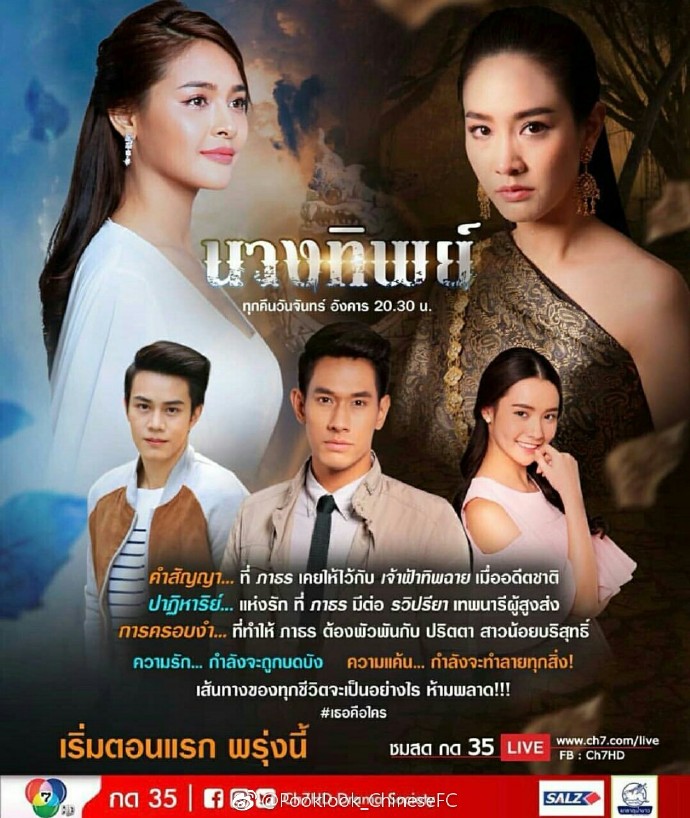 นางทิพย์
ทุกคืนวันจันทร์ อังคาร 20.30 น.
คำสัญญา... ที่ ภาธร เคยให้ไว้กับ เจ้าฟ้าทิพฉาย เมื่ออดีตชาติ
ปาฏิหาริย์... แห่งรัก ที่ ภาธร มีต่อ รวิปรียา เทพนารีผู้สูงส่ง
การครอบงำ... ที่ทำให้ ภาธร ต้องพัวพันกับ ปริตตา สาวน้อยบริสุทธิ์
ความรัก... กำลังจะถูกบดบัง ความแค้น... กำลังจะทำลายทุกสิ่ง!
เส้นทางของทุกชีวิตจะเป็นอย่างไร ห้ามพลาด!!!
#เธอคือใคร
เริ่มตอนแรก พรุ่งนี้
ชมสด กด 35 LIVE www.ch7.com/live
FB : Ch7HD
7 HD กด 35 Ch7HD Drama Society
@Pooklook_ChineseFC
SALZ